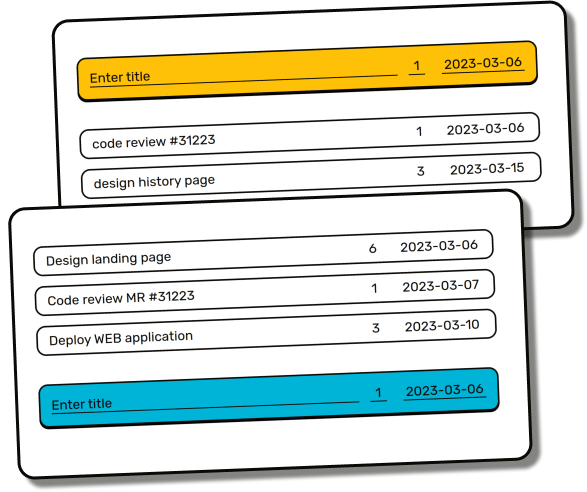 Enter title 1 2023-03-06
code review #31223 1 2023-03-06
design history page 3 2023-03-15
Design landing page 6 2023-03-06
Code review MR #31223 1 2023-03-07
Deploy WEB application 3 2023-03-10
Enter title 1 2023-03-06